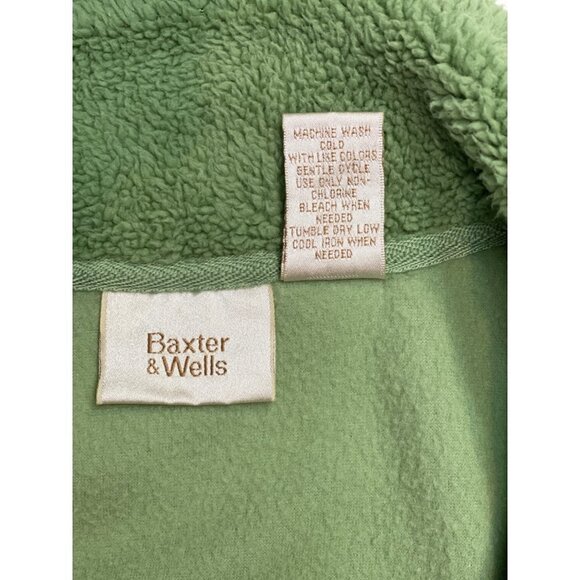 MACHINE WASH
COLD
WITH LIKE COLORS
GENTLE CYCLE
USE ONLY NON-
CHLORINE
BLEACH WHEN
NEEDED
TUMBLE DRY LOW
COOL IRON WHEN
NEEDED
Baxter
& Wells